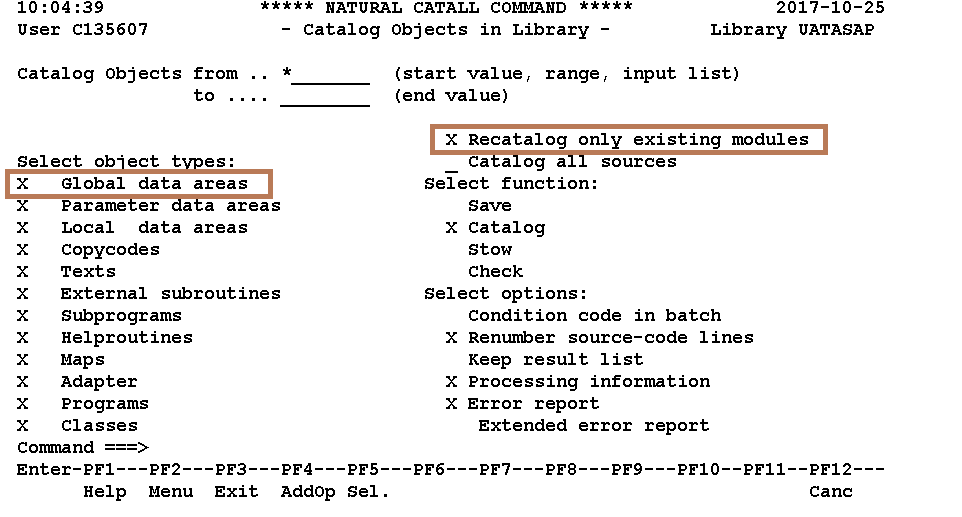 10:04:39 ***** NATURAL CATALL COMMAND ***** 2017-10-25
User C135607 - Catalog Objects in Library - Library UATASAP
Catalog Objects from .. *_______ (start value, range, input list)
to .... ________ (end value)
X Recatalog only existing modules
Select object types: _ Catalog all sources
X Global data areas Select function:
X Parameter data areas Save
X Local data areas X Catalog
X Copycodes Stow
X Texts Check
X External subroutines Select options:
X Subprograms Condition code in batch
X Helproutines X Renumber source-code lines
X Maps Keep result list
X Adapter X Processing information
X Programs X Error report
X Classes Extended error report
Command ===>
Enter-PF1---PF2---PF3---PF4---PF5---PF6---PF7---PF8---PF9---PF10--PF11--PF12---
Help Menu Exit AddOp Sel. Canc